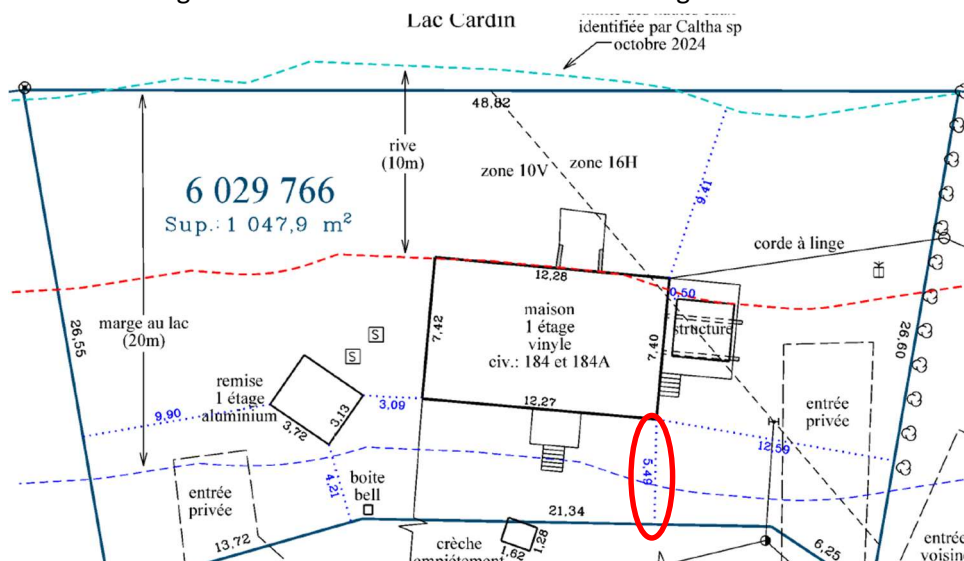 Lac Cardin
identifiée par Caltha sp
octobre 2024
48,82
rive
(10m)
zone 10V
zone 16H
6 029 766
Sup.: 1 047,9 m²
9,41
corde à linge
12,28
0,50
26,55
marge au lac
(20m)
7,42
maison
1 étage
vinyle
civ.: 184 et 184A
7,40
structure
26,60
S
S
remise
1 étage
aluminium
9,90
3,72
3,13
3,09
12,27
entrée
privée
12,59
5,49
4,21
boite
bell
entrée
privée
21,34
13,72
crèche
1,62
1,28
6,25
entrée